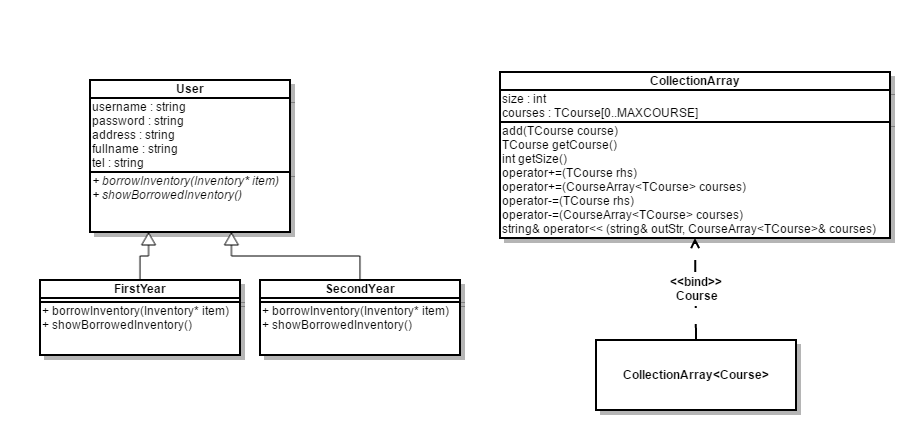 User
username : string
password : string
address : string
fullname : string
tel : string
+ borrowInventory(Inventory* item)
+ showBorrowedInventory()
FirstYear
+ borrowInventory(Inventory* item)
+ showBorrowedInventory()
SecondYear
+ borrowInventory(Inventory* item)
+ showBorrowedInventory()
CollectionArray
size : int
courses : TCourse[0..MAXCOURSE]
add(TCourse course)
TCourse getCourse()
int getSize()
operator+=(TCourse rhs)
operator+=(CourseArray<TCourse> courses)
operator-=(TCourse rhs)
operator-=(CourseArray<TCourse> courses)
string& operator<< (string& outStr, CourseArray<TCourse>& courses)
<<bind>>
Course
CollectionArray<Course>